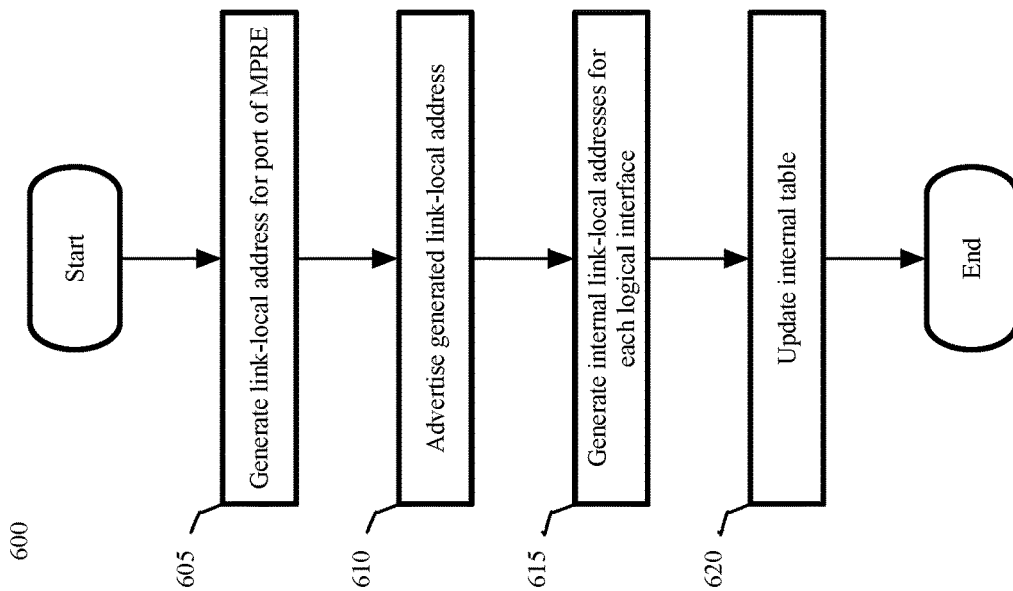 600
Start
605
Generate link-local address for port of MPRE
610
Advertise generated link-local address
615
Generate internal link-local addresses for
each logical interface
620
Update internal table
End